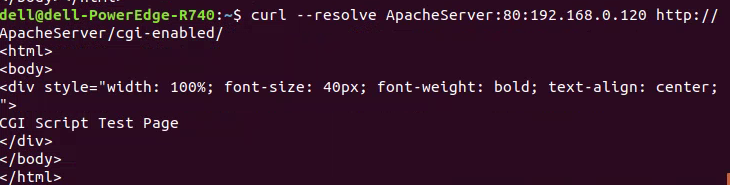 </body></html>
dell@dell-PowerEdge-R740:~$ curl --resolve ApacheServer:80:192.168.0.120 http://
ApacheServer/cgi-enabled/
<html>
<body>
<div style="width: 100%; font-size: 40px; font-weight: bold; text-align: center;
">
CGI Script Test Page
</div>
</body>
</html>